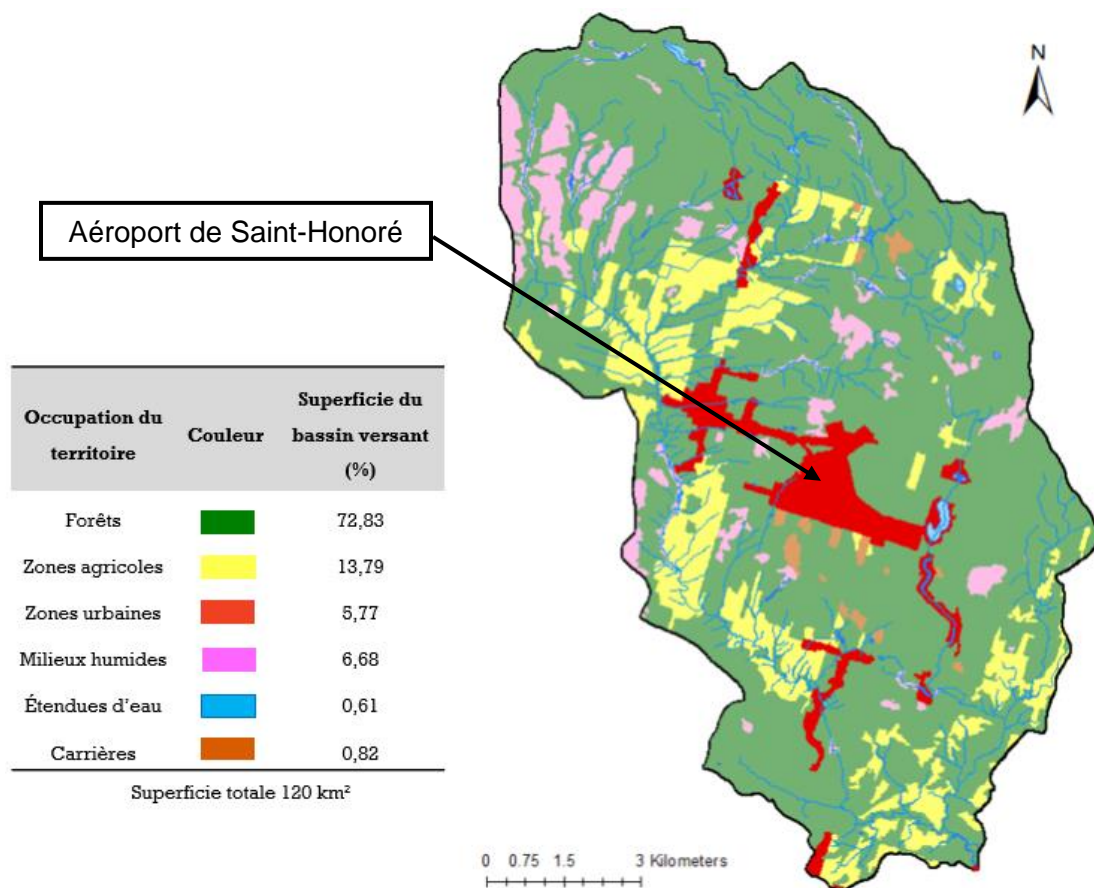 N
Aéroport de Saint-Honoré
Occupation du territoire Couleur Superficie du bassin versant (%)
Forêts 72,83
Zones agricoles 13,79
Zones urbaines 5,77
Milieux humides 6,68
Étendues d'eau 0,61
Carrières 0,82
Superficie totale 120 km²
0 0.75 1.5 3 Kilometers